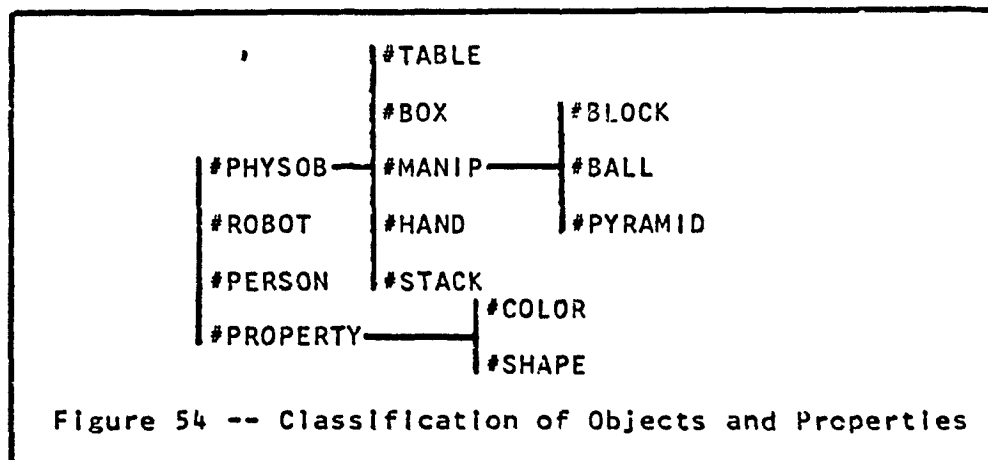 #TABLE
#BOX #BLOCK
#PHYSOB #MANIP #BALL
#ROBOT #HAND #PYRAMID
#PERSON #STACK
#COLOR
#PROPERTY
#SHAPE
Figure 54 -- Classification of Objects and Properties